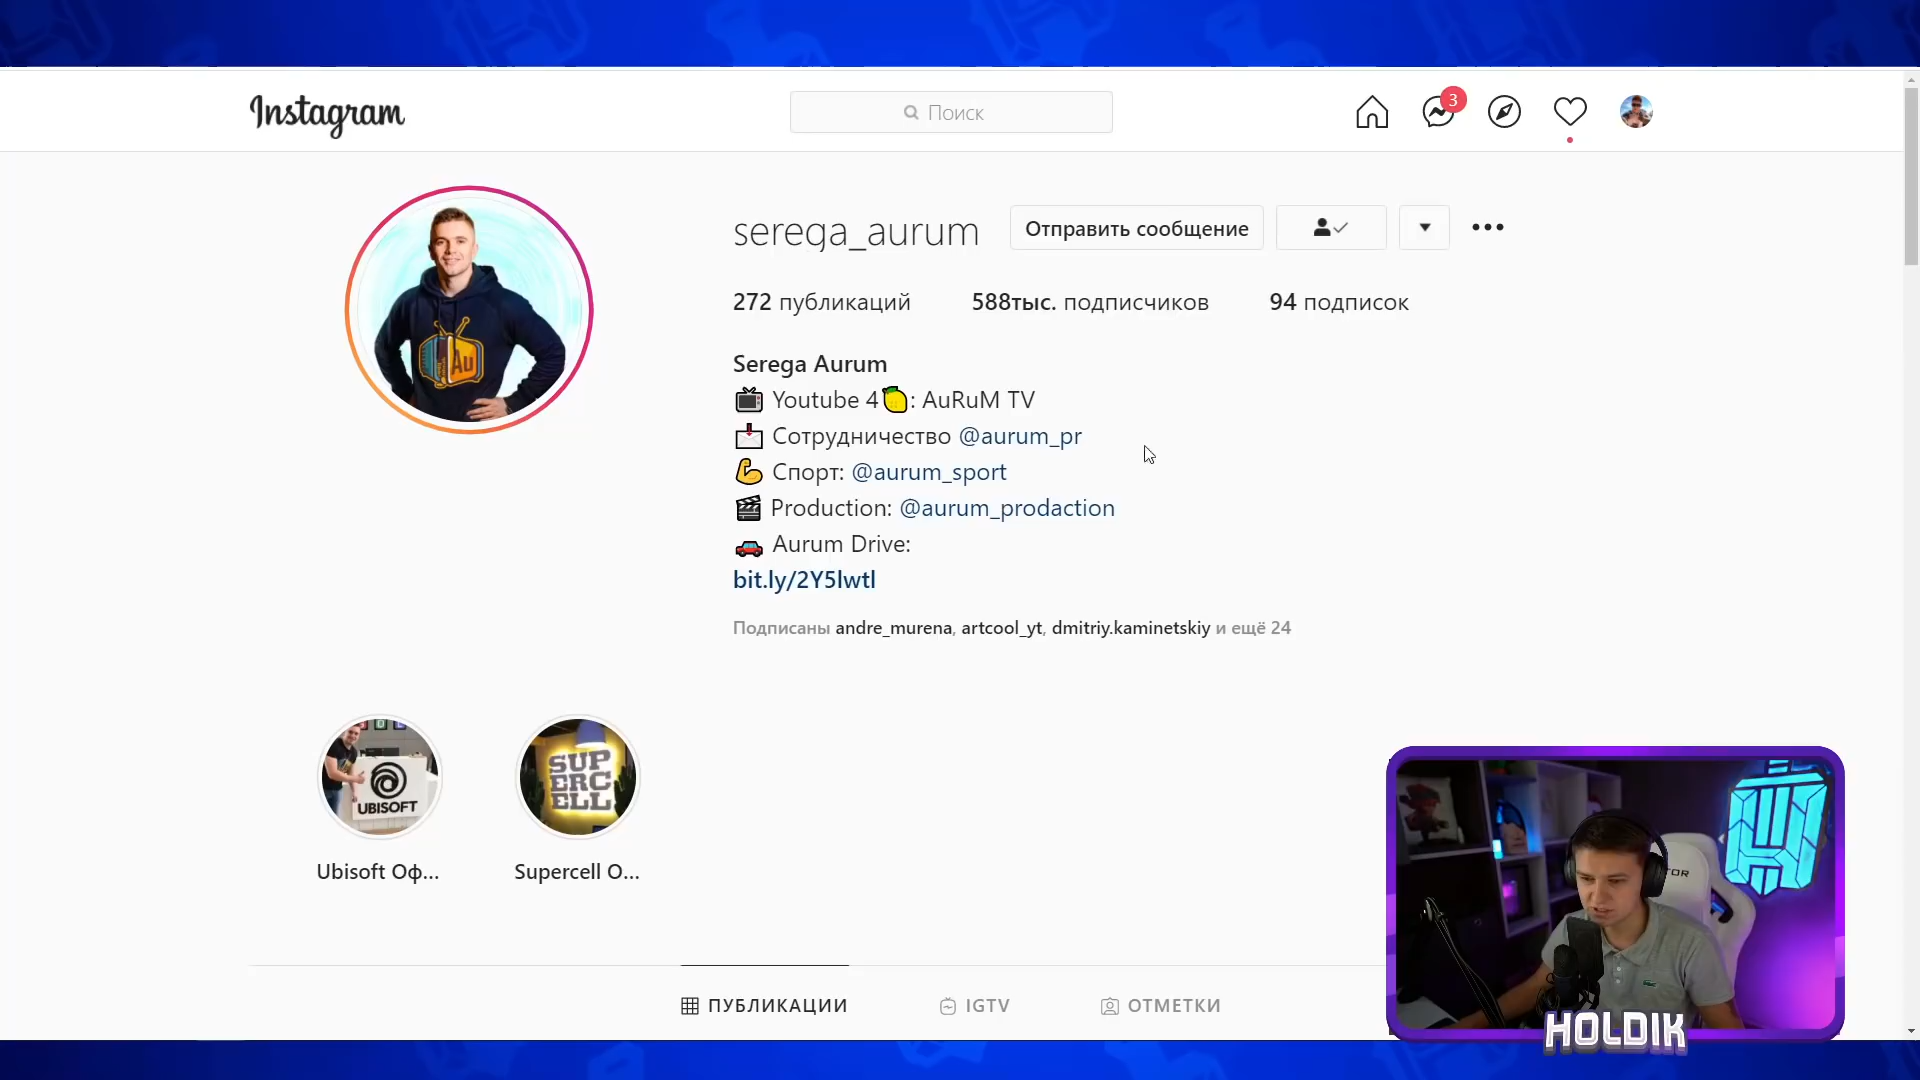 Instagram
Поиск
3
serega_aurum
Отправить сообщение
272 публикаций
588тыс. подписчиков
94 подписок
Serega Aurum
📺 Youtube 4🍋: AuRuM TV
📩 Сотрудничество @aurum_pr
💪 Спорт: @aurum_sport
🎬 Production: @aurum_prodaction
🚗 Aurum Drive:
bit.ly/2Y5lwtl
Подписаны andre_murena, artcool_yt, dmitriy.kaminetskiy и ещё 24
Au
UBISOFT
SUP
ERC
ELL
Ubisoft Оф...
Supercell О...
ПУБЛИКАЦИИ
IGTV
ОТМЕТКИ
HOLDIK